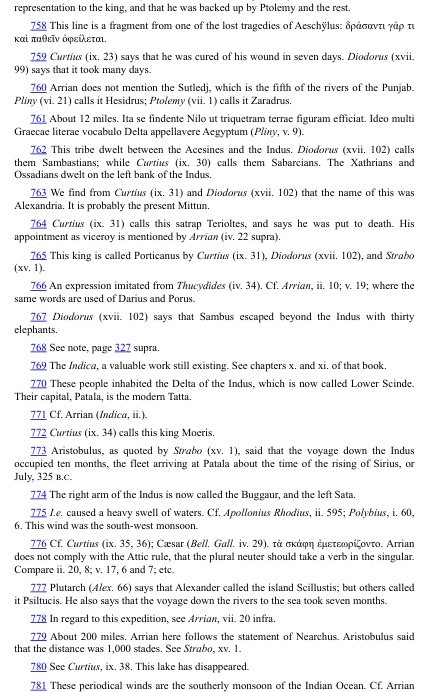 representation to the king, and that he was backed up by Ptolemy and the rest.
758 This line is a fragment from one of the lost tragedies of Aeschÿlus: δράσαντι γάρ τι
καὶ παθεῖν ὀφείλεται.
759 Curtius (ix. 23) says that he was cured of his wound in seven days. Diodorus (xvii.
99) says that it took many days.
760 Arrian does not mention the Sutledj, which is the fifth of the rivers of the Punjab.
Pliny (vi. 21) calls it Hesidrus; Ptolemy (vii. 1) calls it Zaradrus.
761 About 12 miles. Ita se findente Nilo ut triquetram terrae figuram efficiat. Ideo multi
Graecae literae vocabulo Delta appellavere Aegyptum (Pliny, v. 9).
762 This tribe dwelt between the Acesines and the Indus. Diodorus (xvii. 102) calls
them Sambastians; while Curtius (ix. 30) calls them Sabarcians. The Xathrians and
Ossadians dwelt on the left bank of the Indus.
763 We find from Curtius (ix. 31) and Diodorus (xvii. 102) that the name of this was
Alexandria. It is probably the present Mittun.
764 Curtius (ix. 31) calls this satrap Terioltes, and says he was put to death. His
appointment as viceroy is mentioned by Arrian (iv. 22 supra).
765 This king is called Porticanus by Curtius (ix. 31), Diodorus (xvii. 102), and Strabo
(xv. 1).
766 An expression imitated from Thucydides (iv. 34). Cf. Arrian, ii. 10; v. 19; where the
same words are used of Darius and Porus.
767 Diodorus (xvii. 102) says that Sambus escaped beyond the Indus with thirty
elephants.
768 See note, page 327 supra.
769 The Indica, a valuable work still existing. See chapters x. and xi. of that book.
770 These people inhabited the Delta of the Indus, which is now called Lower Scinde.
Their capital, Patala, is the modern Tatta.
771 Cf. Arrian (Indica, ii.).
772 Curtius (ix. 34) calls this king Moeris.
773 Aristobulus, as quoted by Strabo (xv. 1), said that the voyage down the Indus
occupied ten months, the fleet arriving at Patala about the time of the rising of Sirius, or
July, 325 B.C.
774 The right arm of the Indus is now called the Buggaur, and the left Sata.
775 I.e. caused a heavy swell of waters. Cf. Apollonius Rhodius, ii. 595; Polybius, i. 60,
6. This wind was the south-west monsoon.
776 Cf. Curtius (ix. 35, 36); Cæsar (Bell. Gall. iv. 29). τὰ σκάφη ἐμετεωρίζοντο. Arrian
does not comply with the Attic rule, that the plural neuter should take a verb in the singular.
Compare ii. 20, 8; v. 17, 6 and 7; etc.
777 Plutarch (Alex. 66) says that Alexander called the island Scillustis; but others called
it Psiltucis. He also says that the voyage down the rivers to the sea took seven months.
778 In regard to this expedition, see Arrian, vii. 20 infra.
779 About 200 miles. Arrian here follows the statement of Nearchus. Aristobulus said
that the distance was 1,000 stades. See Strabo, xv. 1.
780 See Curtius, ix. 38. This lake has disappeared.
781 These periodical winds are the southerly monsoon of the Indian Ocean. Cf. Arrian